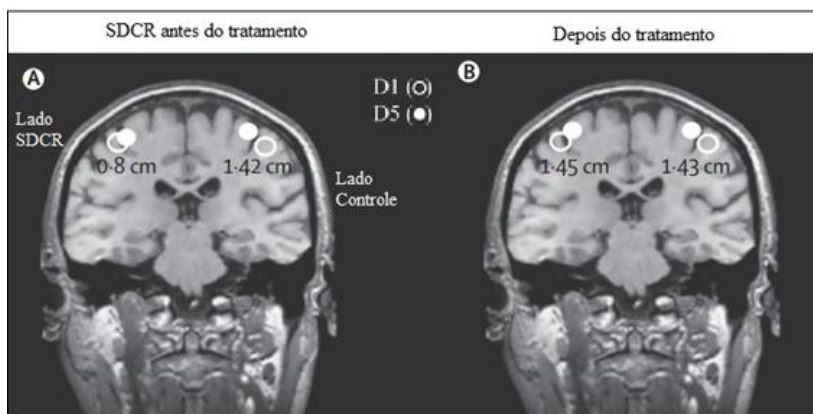 SDCR antes do tratamento
Depois do tratamento
A
B
D1 (○)
D5 (●)
Lado
SDCR
0·8 cm
1·42 cm
Lado
Controle
1·45 cm
1·43 cm